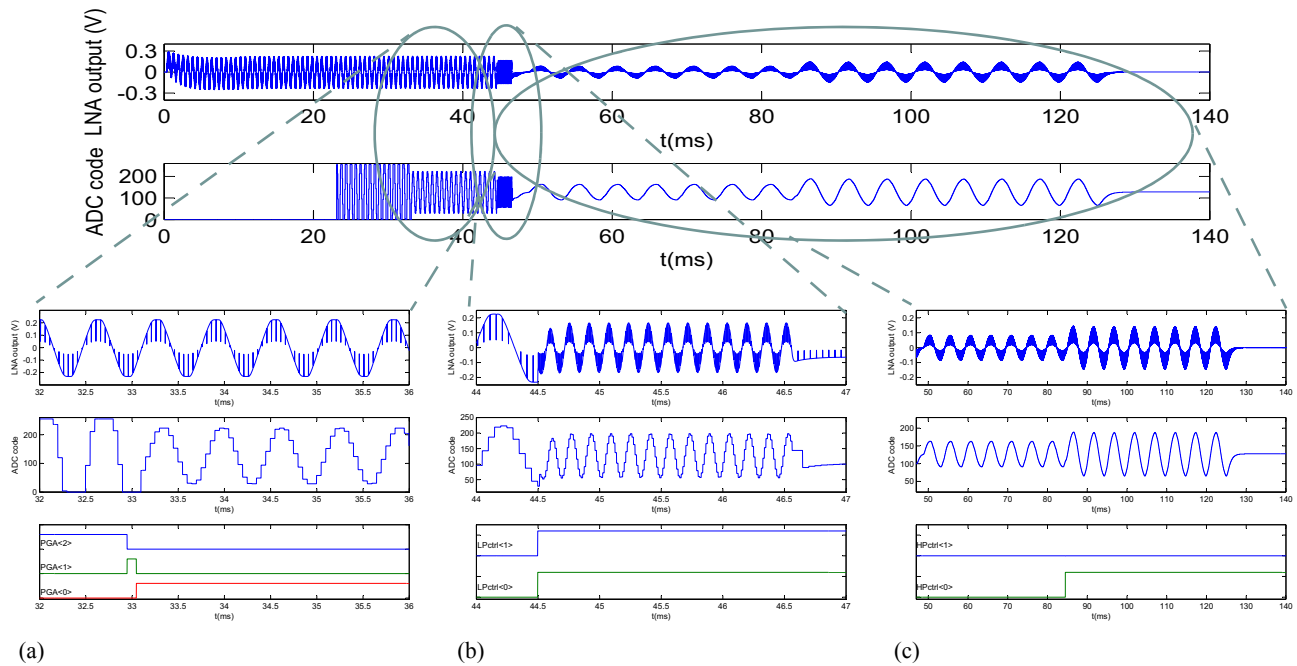 LNA output (V)
0.3
0
−0.3
0 20 40 60 80 100 120 140
t(ms)
ADC code
200
100
0
0 20 40 60 80 100 120 140
t(ms)
LNA output (V)
0.2
0.1
0
-0.1
-0.2
32 32.5 33 33.5 34 34.5 35 35.5 36
t(ms)
ADC code
200
100
0
32 32.5 33 33.5 34 34.5 35 35.5 36
t(ms)
PGA<2>
PGA<1>
PGA<0>
32 32.5 33 33.5 34 34.5 35 35.5 36
t(ms)
(a)
LNA output (V)
0.2
0.1
0
-0.1
-0.2
44 44.5 45 45.5 46 46.5 47
t(ms)
ADC code
250
200
150
100
50
44 44.5 45 45.5 46 46.5 47
t(ms)
LPctrl<1>
LPctrl<0>
44 44.5 45 45.5 46 46.5 47
t(ms)
(b)
LNA output (V)
0.2
0.1
0
-0.1
-0.2
50 60 70 80 90 100 110 120 130 140
t(ms)
ADC code
200
150
100
50
50 60 70 80 90 100 110 120 130 140
t(ms)
HPctrl<1>
HPctrl<0>
50 60 70 80 90 100 110 120 130 140
t(ms)
(c)